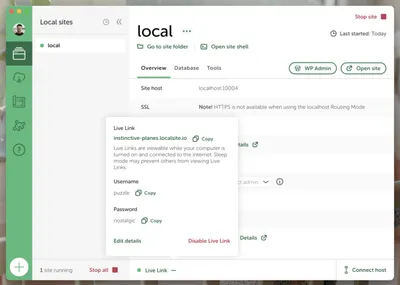 Local sites
local
local
Stop site
Last started: Today
Go to site folder
Open site shell
Overview
Database
Tools
WP Admin
Open site
Site host
localhost:10004
SSL
Note! HTTPS is not available when using the localhost Routing Mode
Live Link
instinctive-planes.localsite.io
Copy
Live Links are viewable while your computer is
turned on and connected to the internet. Sleep
mode may prevent others from viewing Live
Links.
Username
puzzle
Copy
Password
nostalgic
Copy
Edit details
Disable Live Link
Details
1 site running
Stop all
Live Link
Connect host